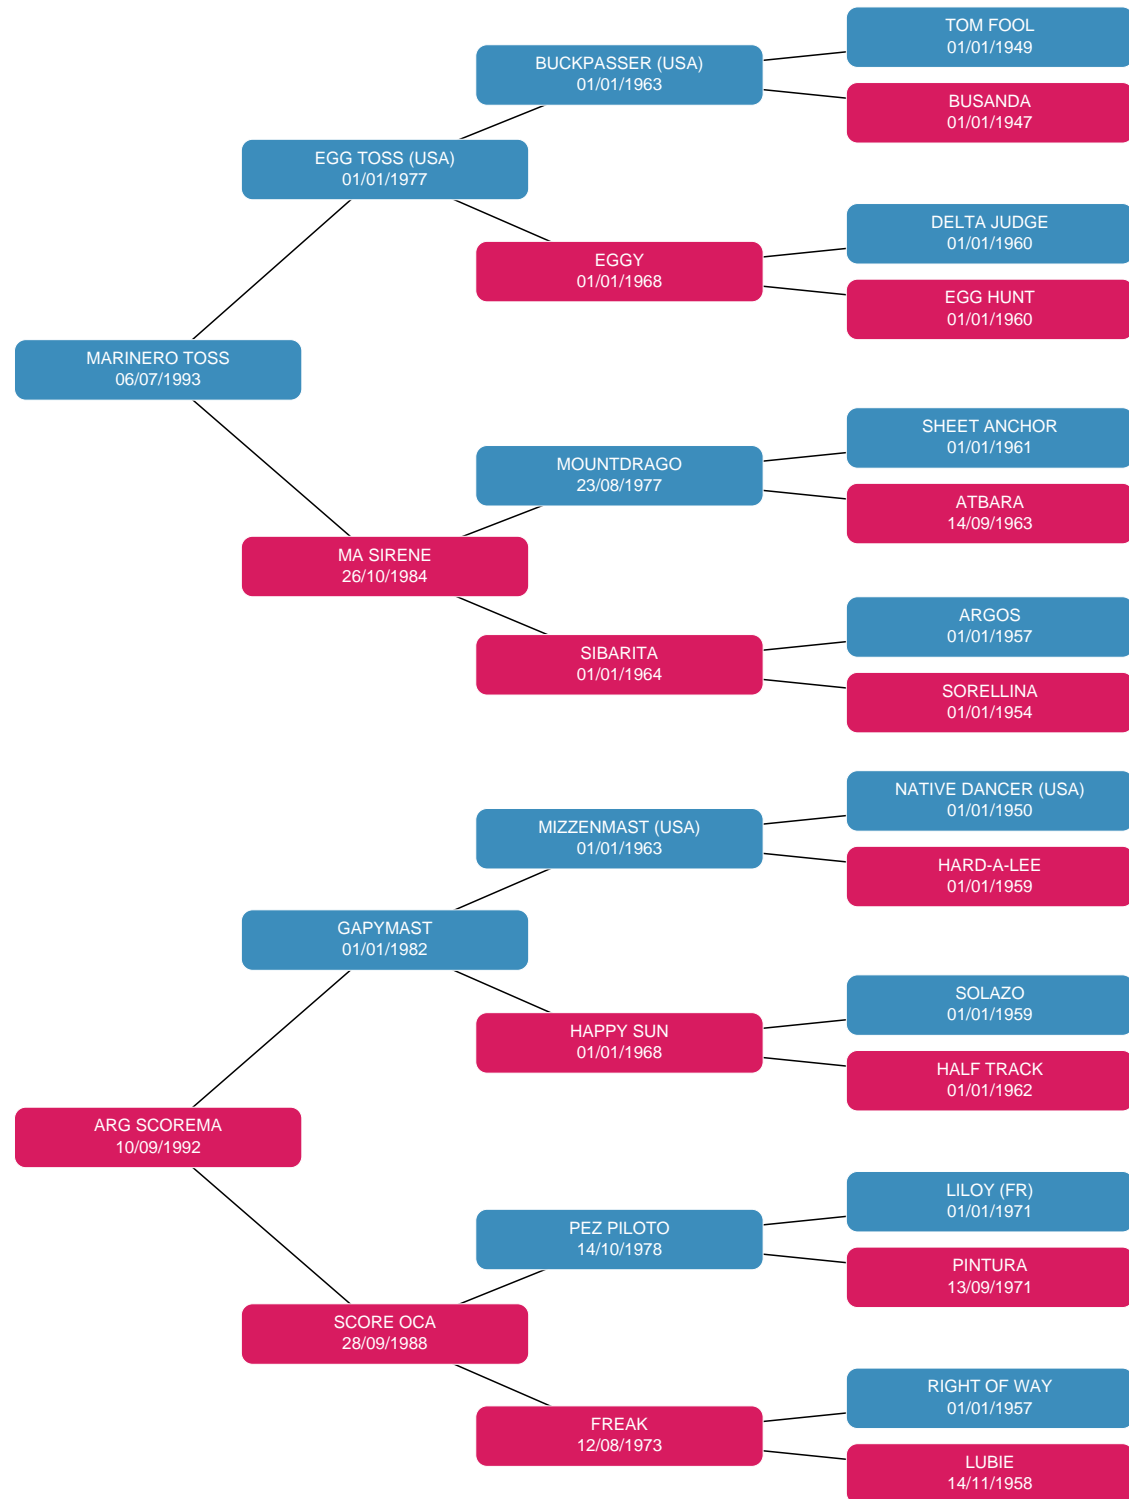 TOM FOOL
01/01/1949
BUCKPASSER (USA)
01/01/1963
BUSANDA
01/01/1947
EGG TOSS (USA)
01/01/1977
DELTA JUDGE
01/01/1960
EGGY
01/01/1968
EGG HUNT
01/01/1960
MARINERO TOSS
06/07/1993
SHEET ANCHOR
01/01/1961
MOUNTDRAGO
23/08/1977
ATBARA
14/09/1963
MA SIRENE
26/10/1984
ARGOS
01/01/1957
SIBARITA
01/01/1964
SORELLINA
01/01/1954
NATIVE DANCER (USA)
01/01/1950
MIZZENMAST (USA)
01/01/1963
HARD-A-LEE
01/01/1959
GAPYMAST
01/01/1982
SOLAZO
01/01/1959
HAPPY SUN
01/01/1968
HALF TRACK
01/01/1962
ARG SCOREMA
10/09/1992
LILOY (FR)
01/01/1971
PEZ PILOTO
14/10/1978
PINTURA
13/09/1971
SCORE OCA
28/09/1988
RIGHT OF WAY
01/01/1957
FREAK
12/08/1973
LUBIE
14/11/1958